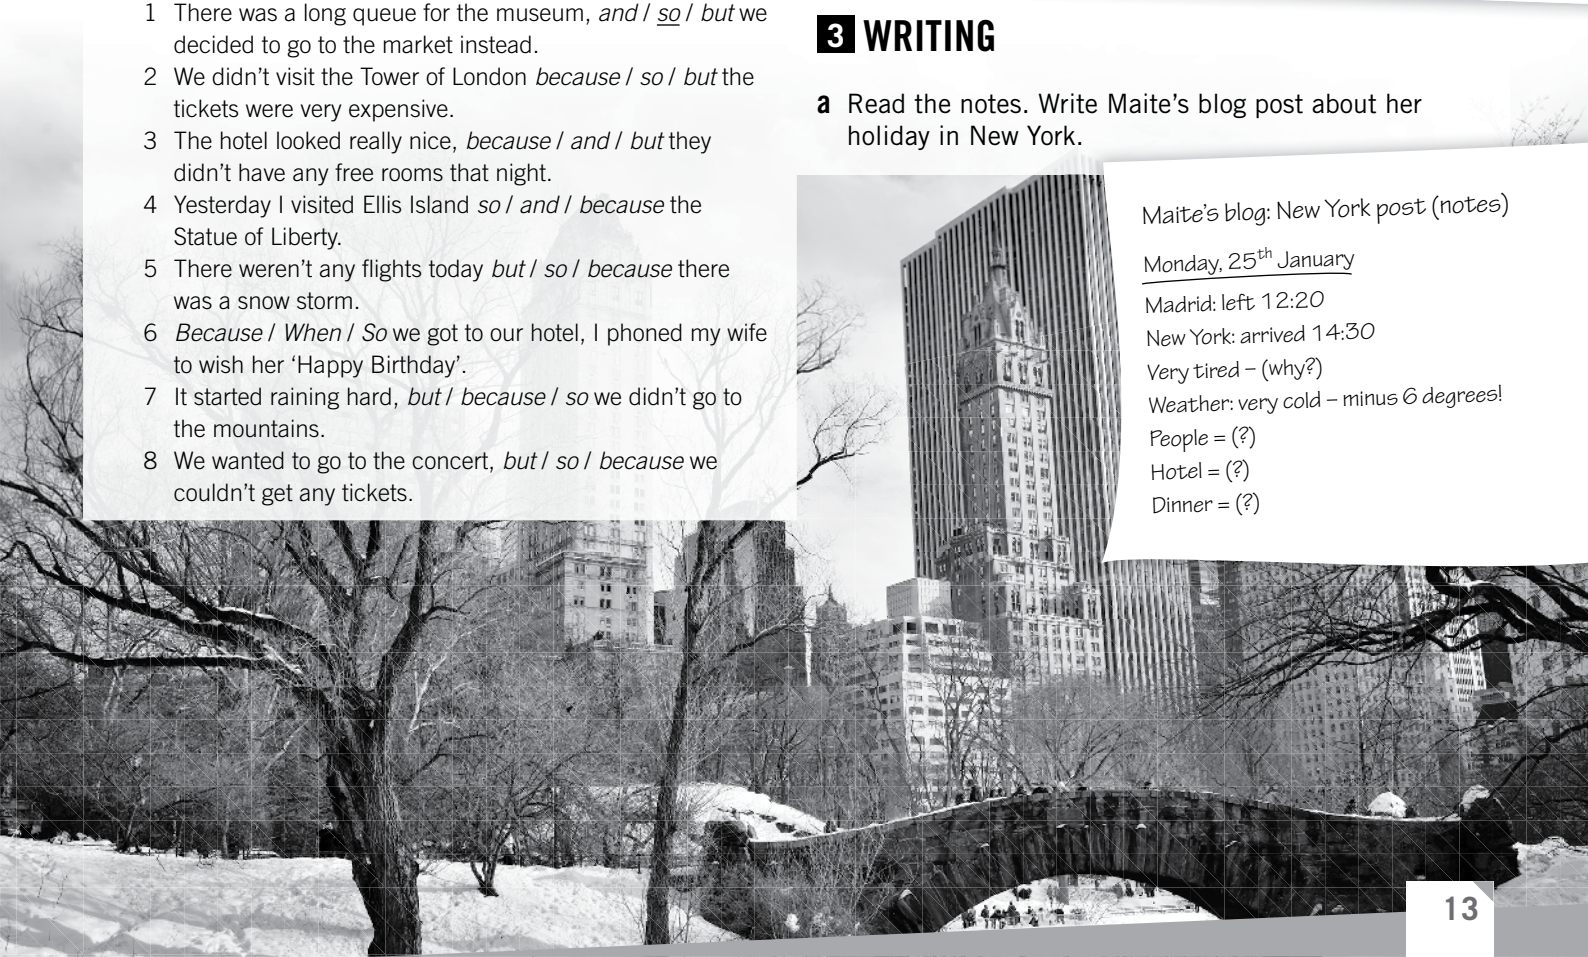 1 There was a long queue for the museum, and / so / but we
decided to go to the market instead.
2 We didn’t visit the Tower of London because / so / but the
tickets were very expensive.
3 The hotel looked really nice, because / and / but they
didn’t have any free rooms that night.
4 Yesterday I visited Ellis Island so / and / because the
Statue of Liberty.
5 There weren’t any flights today but / so / because there
was a snow storm.
6 Because / When / So we got to our hotel, I phoned my wife
to wish her ‘Happy Birthday’.
7 It started raining hard, but / because / so we didn’t go to
the mountains.
8 We wanted to go to the concert, but / so / because we
couldn’t get any tickets.
3 WRITING
a Read the notes. Write Maite’s blog post about her
holiday in New York.
Maite’s blog: New York post (notes)
Monday, 25th January
Madrid: left 12:20
New York: arrived 14:30
Very tired – (why?)
Weather: very cold – minus 6 degrees!
People = (?)
Hotel = (?)
Dinner = (?)
13